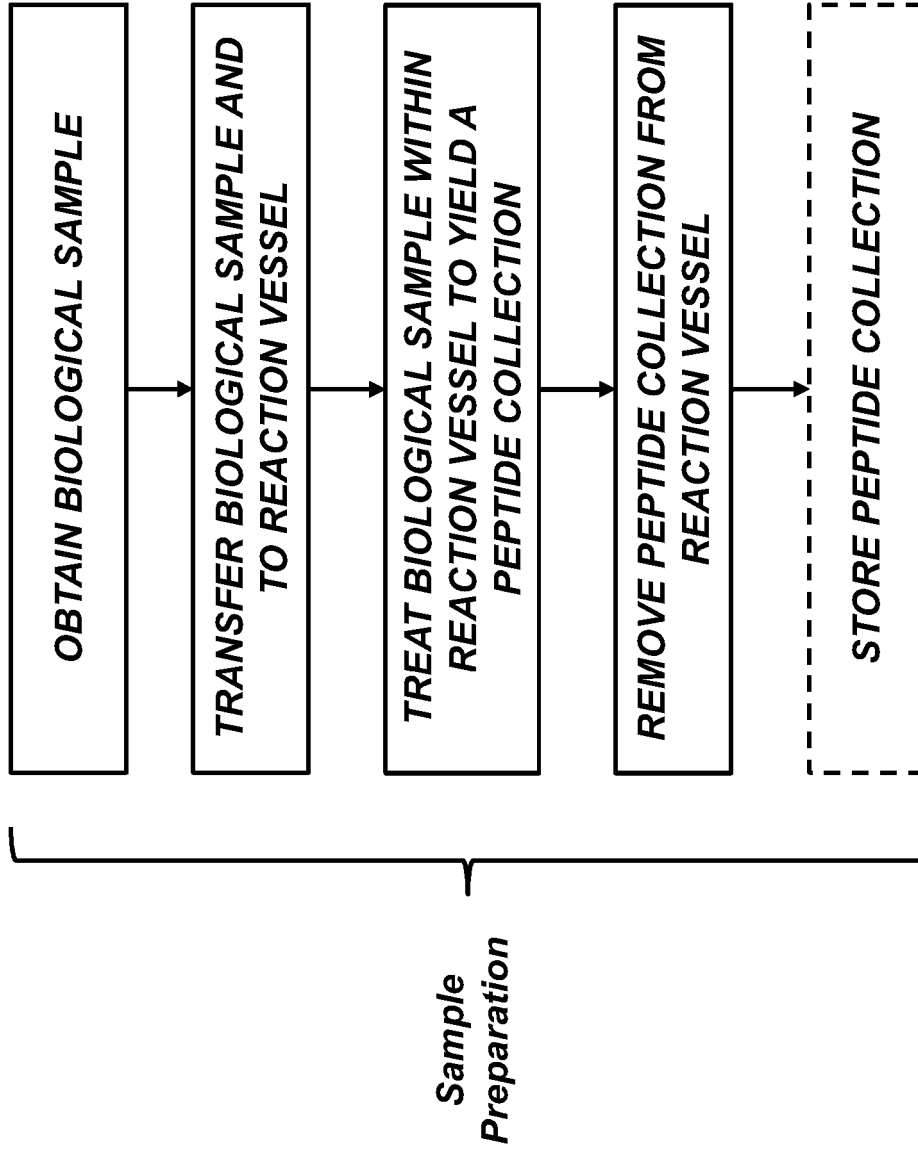 OBTAIN BIOLOGICAL SAMPLE
TRANSFER BIOLOGICAL SAMPLE AND
TO REACTION VESSEL
TREAT BIOLOGICAL SAMPLE WITHIN
REACTION VESSEL TO YIELD A
PEPTIDE COLLECTION
REMOVE PEPTIDE COLLECTION FROM
REACTION VESSEL
STORE PEPTIDE COLLECTION
Sample
Preparation